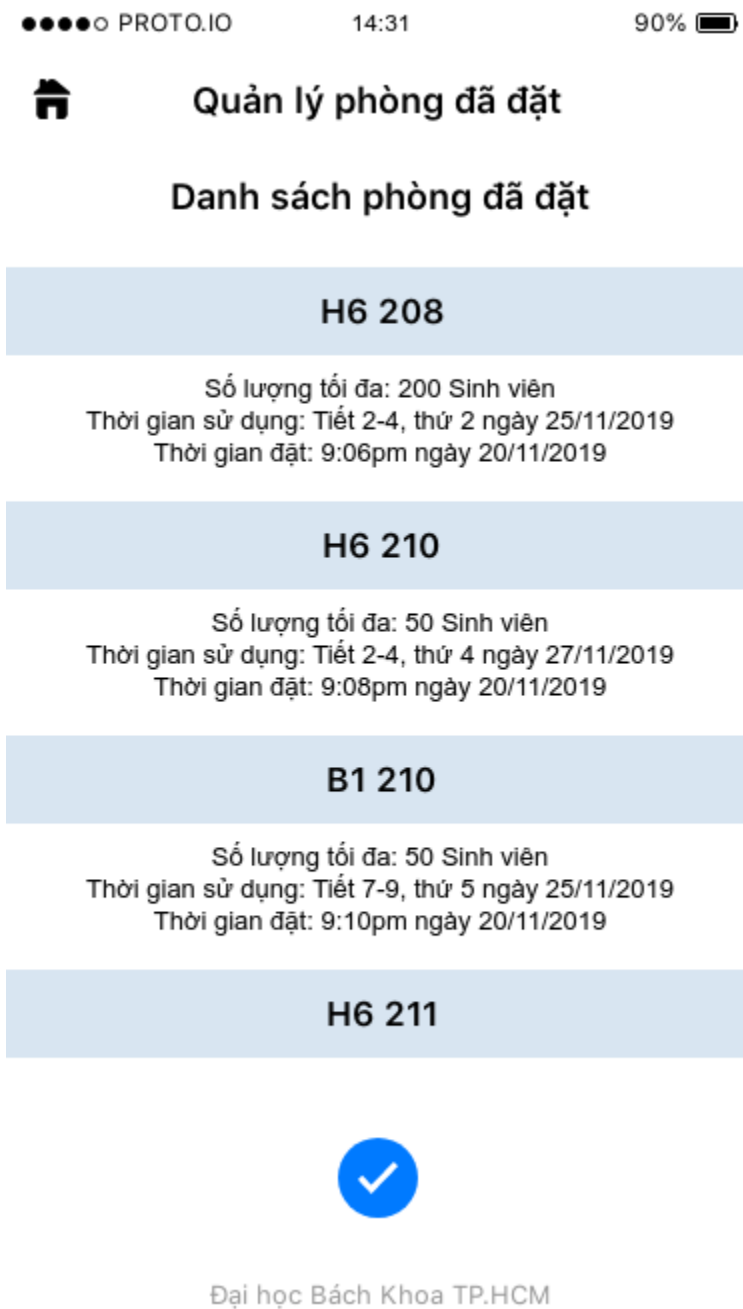 PROTO.IO 14:31 90%
Quản lý phòng đã đặt
Danh sách phòng đã đặt
H6 208
Số lượng tối đa: 200 Sinh viên
Thời gian sử dụng: Tiết 2-4, thứ 2 ngày 25/11/2019
Thời gian đặt: 9:06pm ngày 20/11/2019
H6 210
Số lượng tối đa: 50 Sinh viên
Thời gian sử dụng: Tiết 2-4, thứ 4 ngày 27/11/2019
Thời gian đặt: 9:08pm ngày 20/11/2019
B1 210
Số lượng tối đa: 50 Sinh viên
Thời gian sử dụng: Tiết 7-9, thứ 5 ngày 25/11/2019
Thời gian đặt: 9:10pm ngày 20/11/2019
H6 211
Đại học Bách Khoa TP.HCM